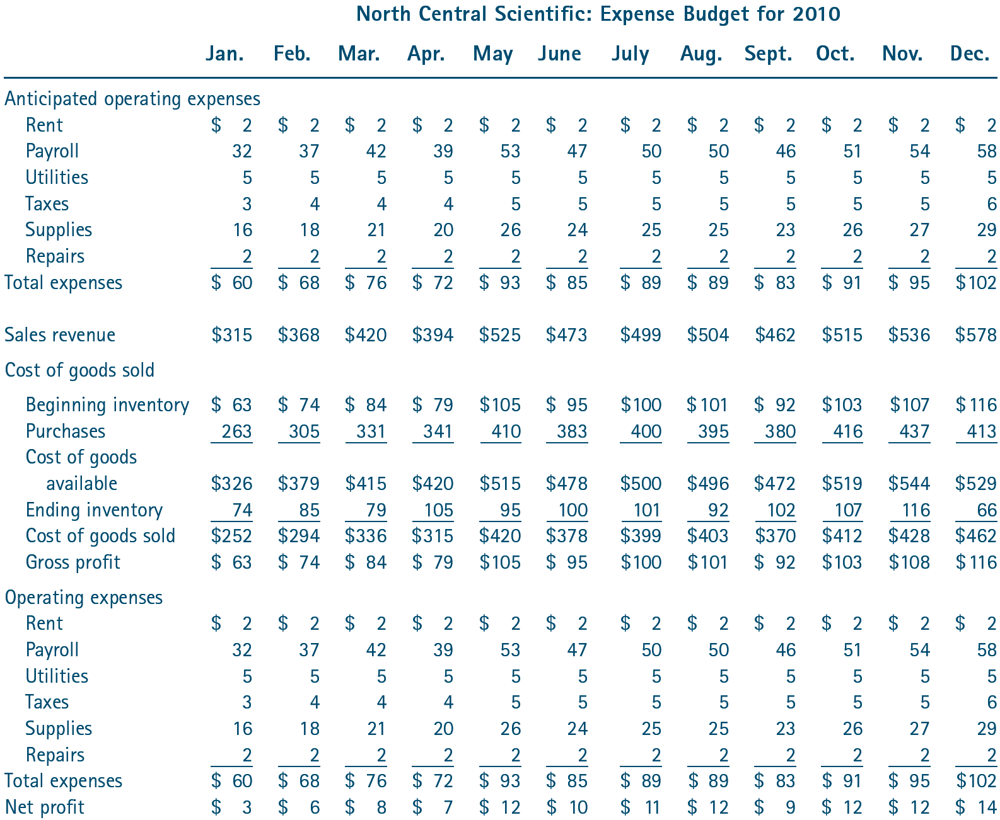 North Central Scientific: Expense Budget for 2010
Jan. Feb. Mar. Apr. May June July Aug. Sept. Oct. Nov. Dec.
Anticipated operating expenses
Rent $ 2 $ 2 $ 2 $ 2 $ 2 $ 2 $ 2 $ 2 $ 2 $ 2 $ 2 $ 2
Payroll 32 37 42 39 53 47 50 50 46 51 54 58
Utilities 5 5 5 5 5 5 5 5 5 5 5 5
Taxes 3 4 4 4 5 5 5 5 5 5 5 6
Supplies 16 18 21 20 26 24 25 25 23 26 27 29
Repairs 2 2 2 2 2 2 2 2 2 2 2 2
Total expenses $ 60 $ 68 $ 76 $ 72 $ 93 $ 85 $ 89 $ 89 $ 83 $ 91 $ 95 $102
Sales revenue $315 $368 $420 $394 $525 $473 $499 $504 $462 $515 $536 $578
Cost of goods sold
Beginning inventory $ 63 $ 74 $ 84 $ 79 $105 $ 95 $100 $101 $ 92 $103 $107 $116
Purchases 263 305 331 341 410 383 400 395 380 416 437 413
Cost of goods
available $326 $379 $415 $420 $515 $478 $500 $496 $472 $519 $544 $529
Ending inventory 74 85 79 105 95 100 101 92 102 107 116 66
Cost of goods sold $252 $294 $336 $315 $420 $378 $399 $403 $370 $412 $428 $462
Gross profit $ 63 $ 74 $ 84 $ 79 $105 $ 95 $100 $101 $ 92 $103 $108 $116
Operating expenses
Rent $ 2 $ 2 $ 2 $ 2 $ 2 $ 2 $ 2 $ 2 $ 2 $ 2 $ 2 $ 2
Payroll 32 37 42 39 53 47 50 50 46 51 54 58
Utilities 5 5 5 5 5 5 5 5 5 5 5 5
Taxes 3 4 4 4 5 5 5 5 5 5 5 6
Supplies 16 18 21 20 26 24 25 25 23 26 27 29
Repairs 2 2 2 2 2 2 2 2 2 2 2 2
Total expenses $ 60 $ 68 $ 76 $ 72 $ 93 $ 85 $ 89 $ 89 $ 83 $ 91 $ 95 $102
Net profit $ 3 $ 6 $ 8 $ 7 $ 12 $ 10 $ 11 $ 12 $ 9 $ 12 $ 12 $ 14